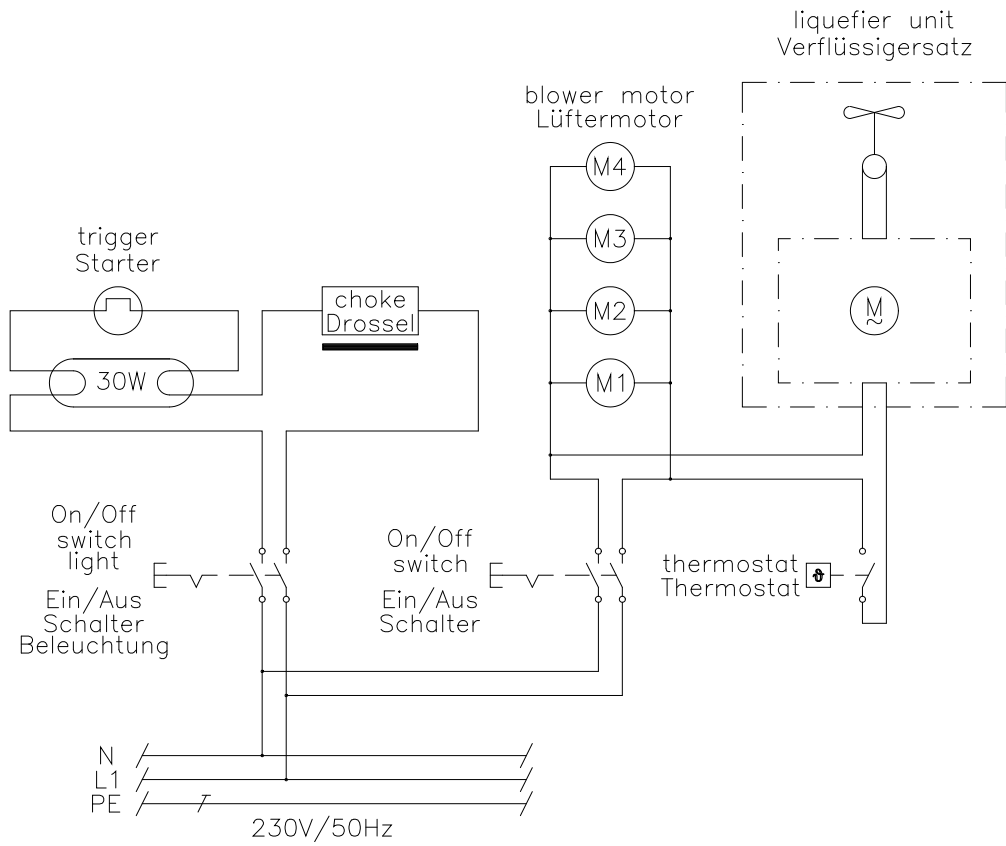 liquefier unit
Verflüssigersatz
blower motor
Lüftermotor
M4
M3
M2
M1
M
trigger
Starter
choke
Drossel
30W
On/Off
switch
light
Ein/Aus
Schalter
Beleuchtung
On/Off
switch
Ein/Aus
Schalter
thermostat
Thermostat
ϑ
N
L1
PE
230V/50Hz